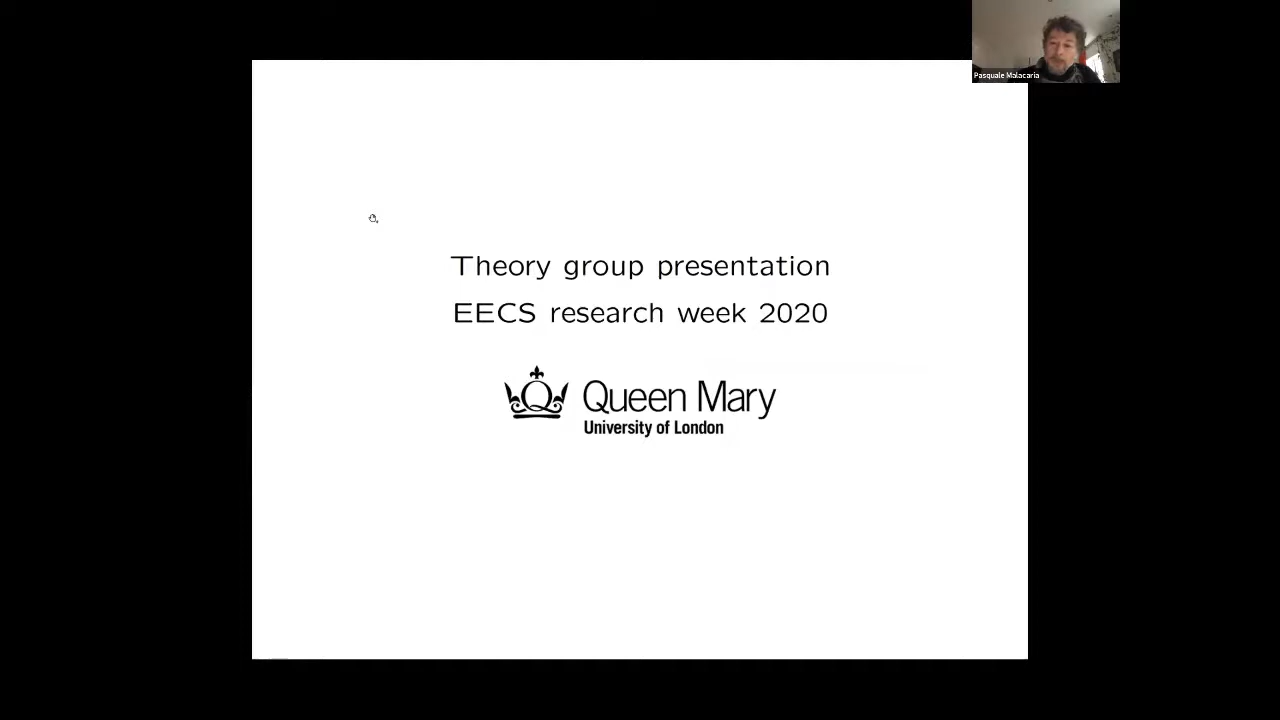 Pasquale Malacaria
Theory group presentation
EECS research week 2020
Queen Mary
University of London